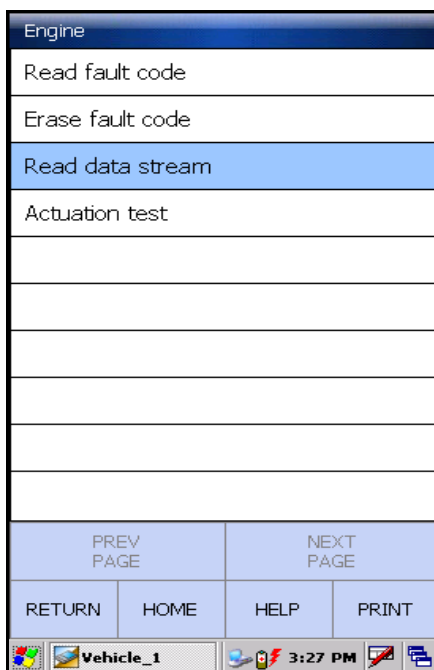 Engine
Read fault code
Erase fault code
Read data stream
Actuation test
PREV
PAGE
NEXT
PAGE
RETURN
HOME
HELP
PRINT
Vehicle_1
3:27 PM